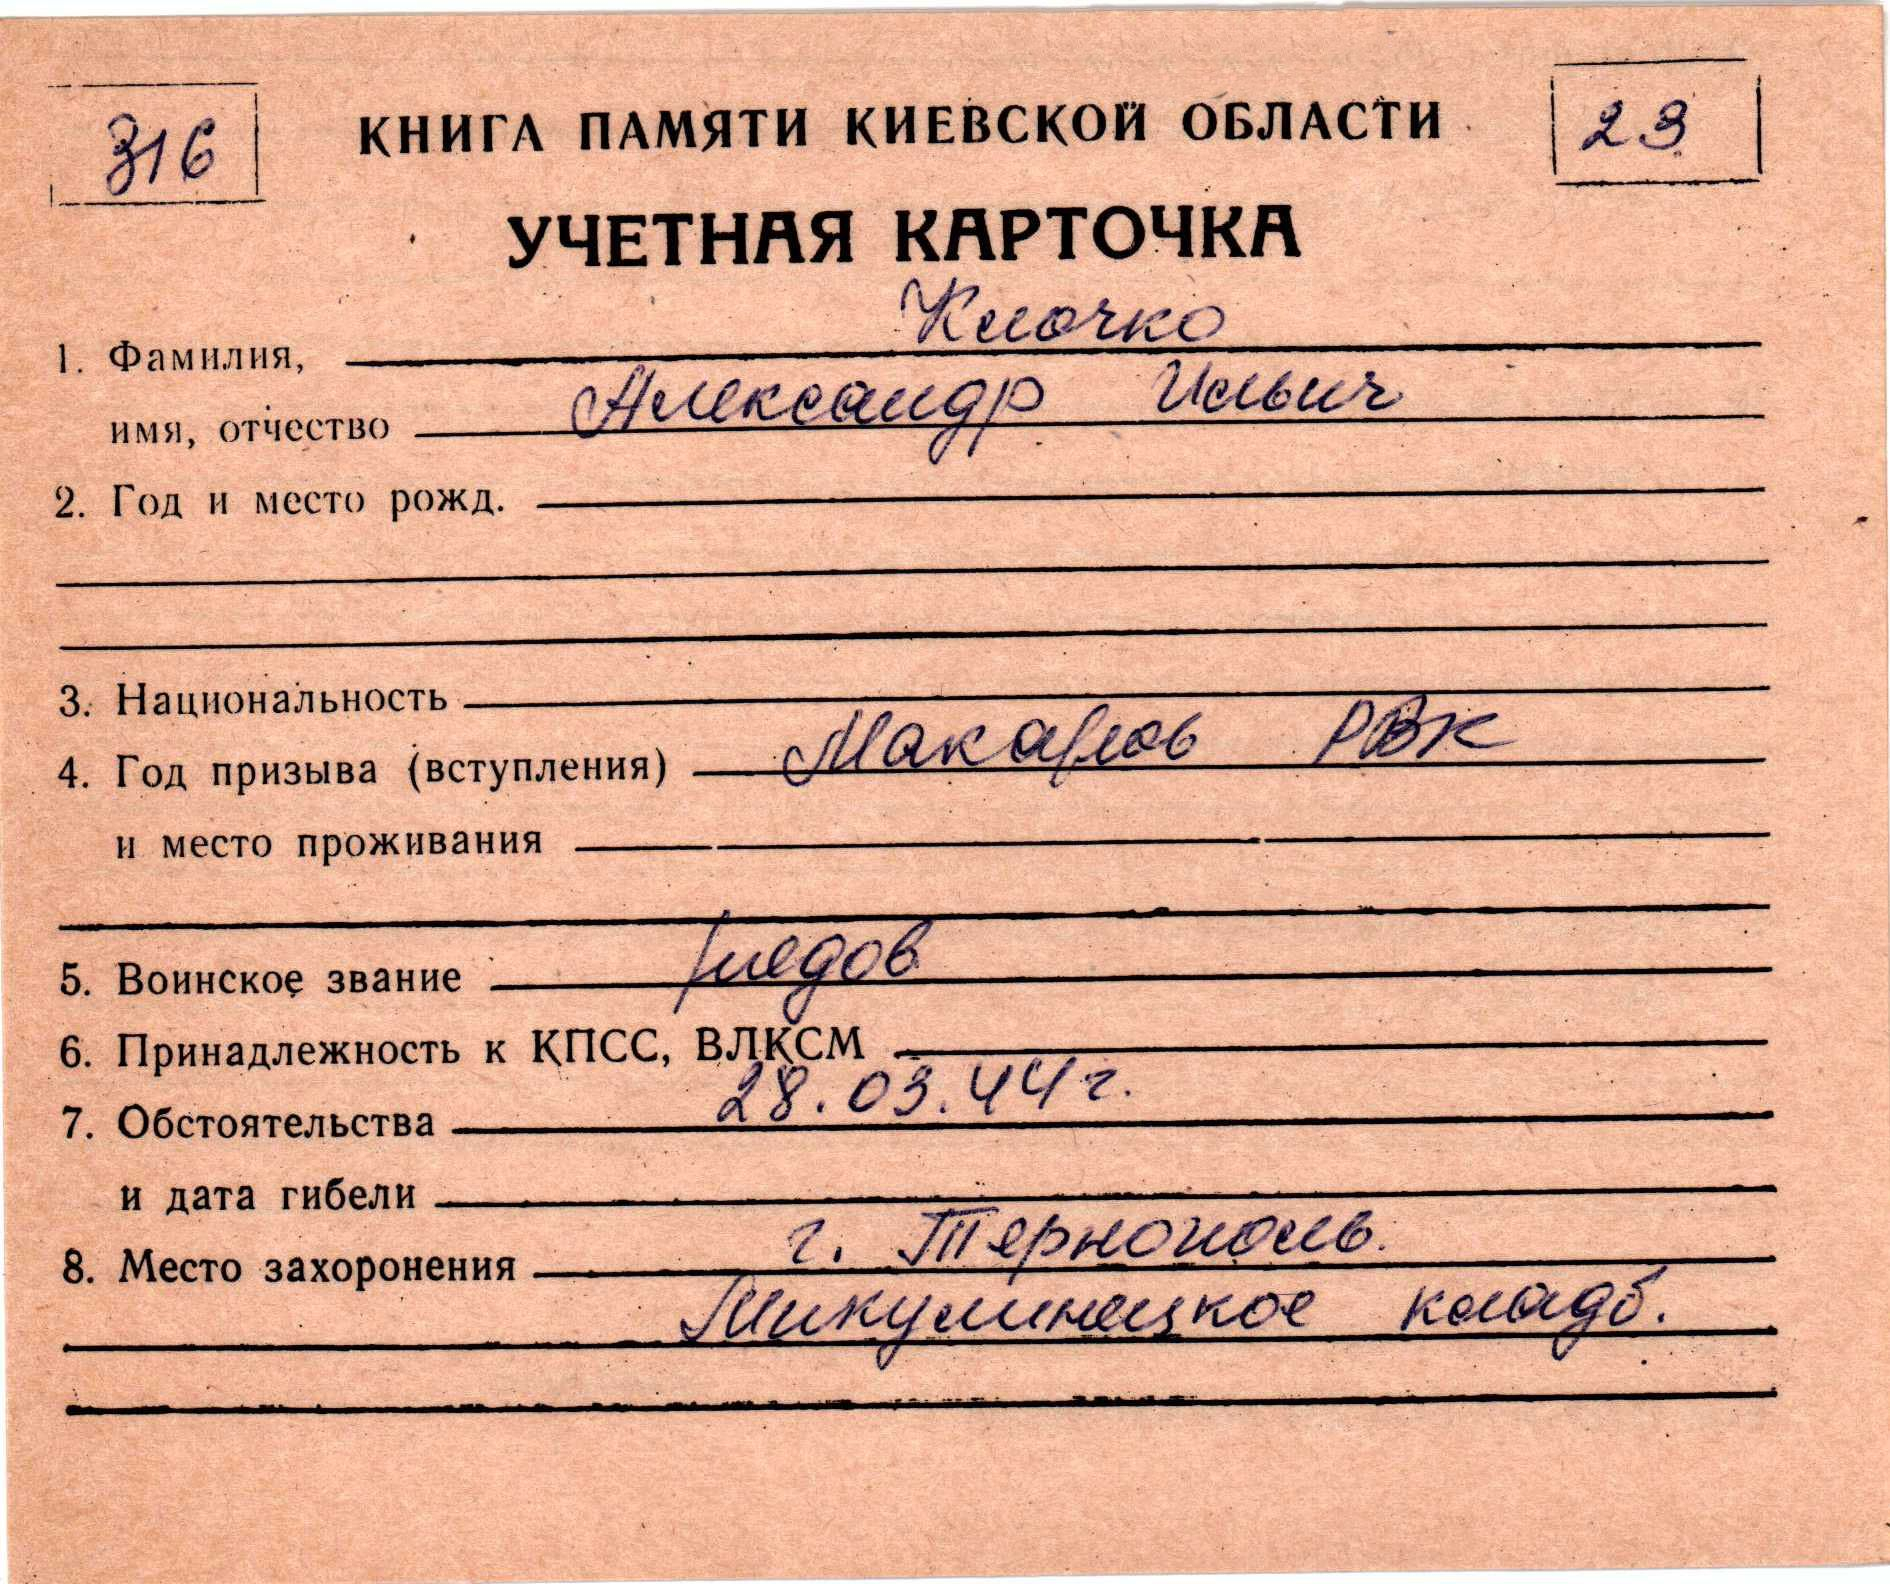 316
КНИГА ПАМЯТИ КИЕВСКОЙ ОБЛАСТИ
23
УЧЕТНАЯ КАРТОЧКА
1. Фамилия, Клочко
имя, отчество Александр Ильич
2. Год и место рожд.
3. Национальность
4. Год призыва (вступления) Макаров РВК
и место проживания
5. Воинское звание рядов
6. Принадлежность к КПСС, ВЛКСМ
7. Обстоятельства 28.03.44 г.
и дата гибели
8. Место захоронения г. Тернополь
Микулинецкое кладб.